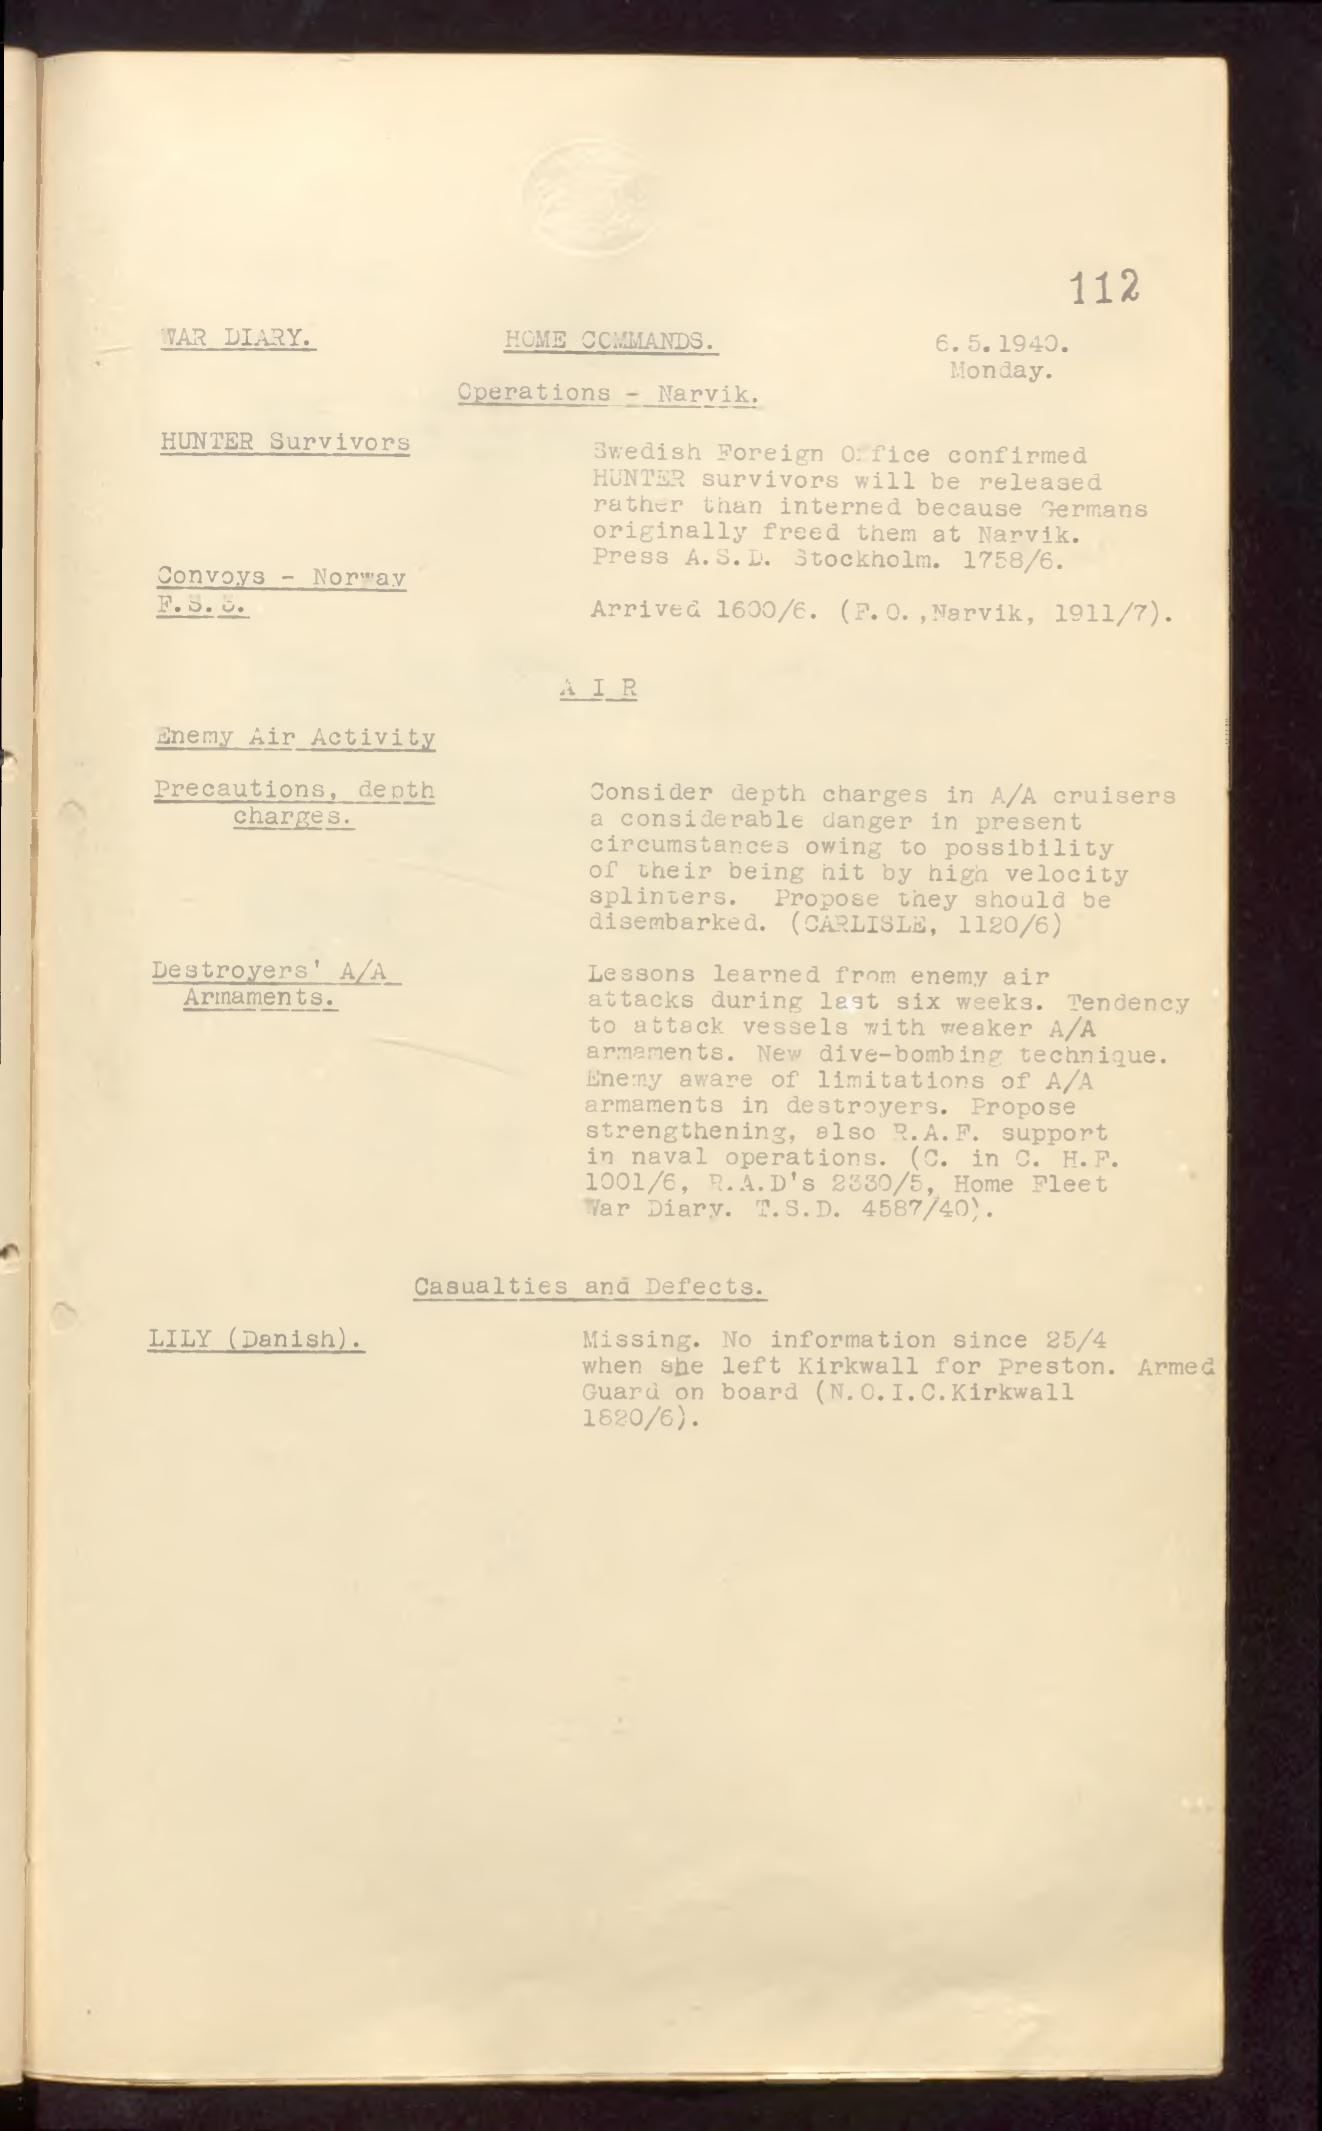 112
WAR DIARY.
HOME COMMANDS.
6.5.1940.
Monday.
Operations - Narvik.
HUNTER Survivors
Swedish Foreign Office confirmed
HUNTER survivors will be released
rather than interned because Germans
originally freed them at Narvik.
Press A.S.D. Stockholm. 1758/6.
Convoys - Norway
F.S.
Arrived 1600/6. (F.O.,Narvik, 1911/7).
A I R
Enemy Air Activity
Precautions, depth
charges.
Consider depth charges in A/A cruisers
a considerable danger in present
circumstances owing to possibility
of their being hit by high velocity
splinters. Propose they should be
disembarked. (CARLISLE, 1120/6)
Destroyers' A/A
Armaments.
Lessons learned from enemy air
attacks during last six weeks. Tendency
to attack vessels with weaker A/A
armaments. New dive-bombing technique.
Enemy aware of limitations of A/A
armaments in destroyers. Propose
strengthening, also R.A.F. support
in naval operations. (C. in C. H.F.
1001/6, R.A.D's 2330/5, Home Fleet
War Diary. T.S.D. 4587/40).
Casualties and Defects.
LILY (Danish).
Missing. No information since 25/4
when she left Kirkwall for Preston. Armed
Guard on board (N.O.I.C.Kirkwall
1820/6).